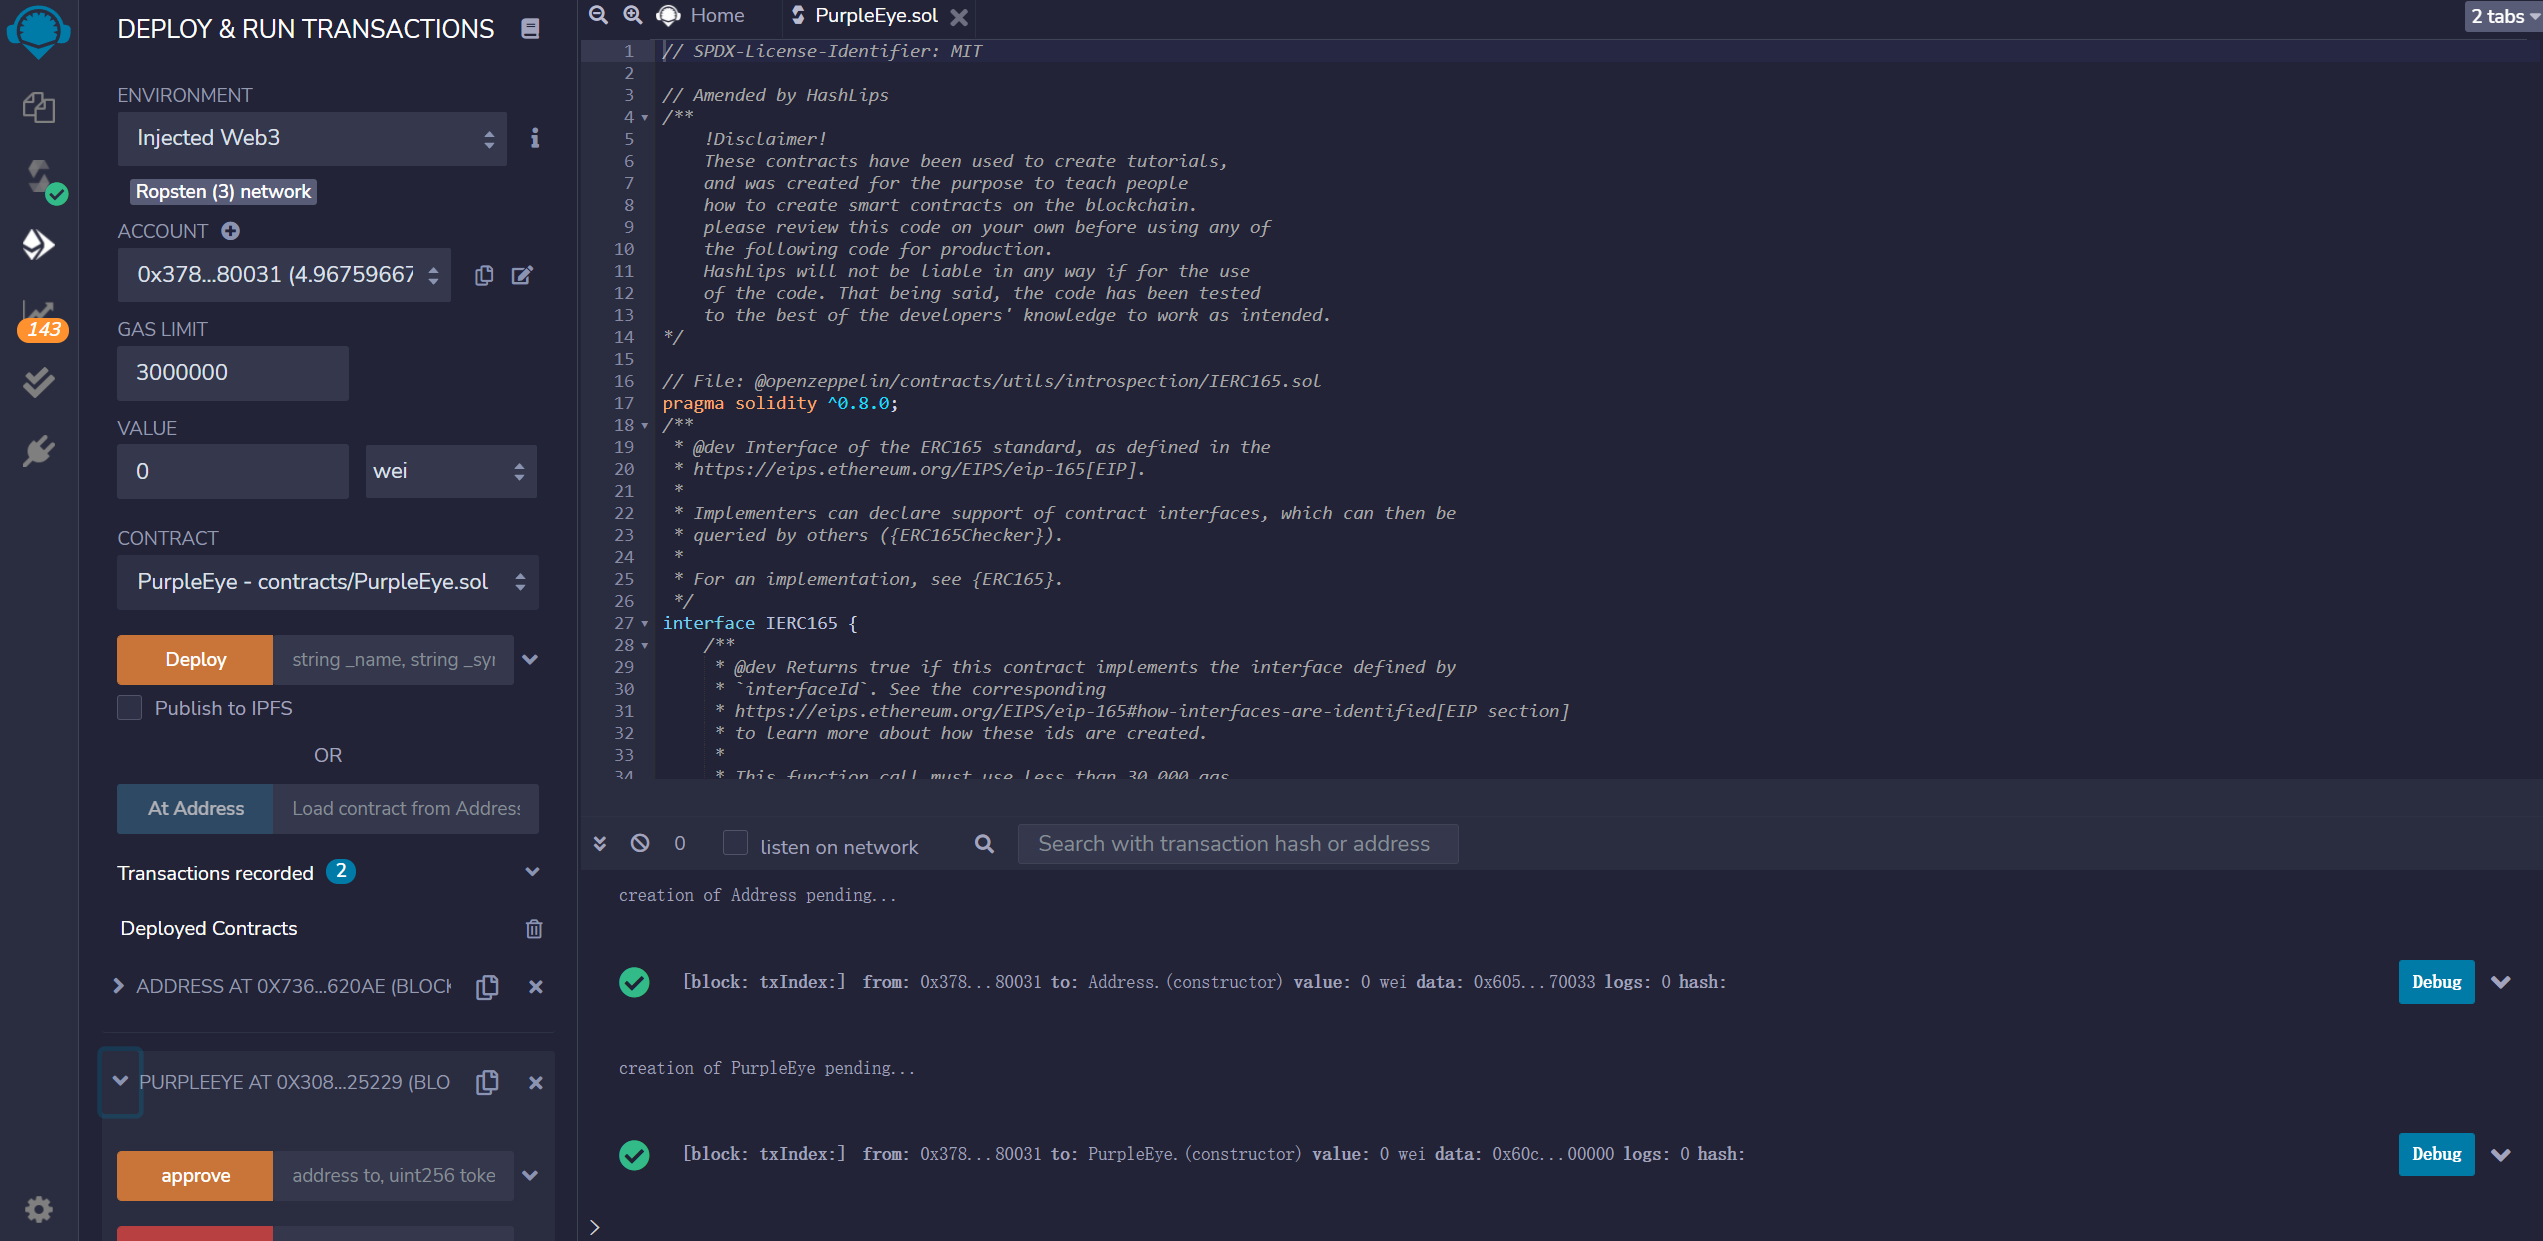 DEPLOY & RUN TRANSACTIONS
ENVIRONMENT
Injected Web3
Ropsten (3) network
ACCOUNT
0x378...80031 (4.96759667
GAS LIMIT
3000000
VALUE
0
wei
CONTRACT
PurpleEye - contracts/PurpleEye.sol
Deploy
string _name, string _syı
Publish to IPFS
OR
At Address
Load contract from Address
Transactions recorded 2
Deployed Contracts
ADDRESS AT 0X736...620AE (BLOCK
PURPLEEYE AT 0X308...25229 (BLO
approve
address to, uint256 toke
143
Home
PurpleEye.sol
2 tabs
1 // SPDX-License-Identifier: MIT
2
3 // Amended by HashLips
4 /**
5 !Disclaimer!
6 These contracts have been used to create tutorials,
7 and was created for the purpose to teach people
8 how to create smart contracts on the blockchain.
9 please review this code on your own before using any of
10 the following code for production.
11 HashLips will not be liable in any way if for the use
12 of the code. That being said, the code has been tested
13 to the best of the developers' knowledge to work as intended.
14 */
15
16 // File: @openzeppelin/contracts/utils/introspection/IERC165.sol
17 pragma solidity ^0.8.0;
18 /**
19 * @dev Interface of the ERC165 standard, as defined in the
20 * https://eips.ethereum.org/EIPS/eip-165[EIP].
21 *
22 * Implementers can declare support of contract interfaces, which can then be
23 * queried by others ({ERC165Checker}).
24 *
25 * For an implementation, see {ERC165}.
26 */
27 interface IERC165 {
28 /**
29 * @dev Returns true if this contract implements the interface defined by
30 * `interfaceId`. See the corresponding
31 * https://eips.ethereum.org/EIPS/eip-165#how-interfaces-are-identified[EIP section]
32 * to learn more about how these ids are created.
33 *
34 * This function call must use less than 30 000 gas
0
listen on network
Search with transaction hash or address
creation of Address pending...
[block: txIndex:] from: 0x378...80031 to: Address.(constructor) value: 0 wei data: 0x605...70033 logs: 0 hash:
Debug
creation of PurpleEye pending...
[block: txIndex:] from: 0x378...80031 to: PurpleEye.(constructor) value: 0 wei data: 0x60c...00000 logs: 0 hash:
Debug
>